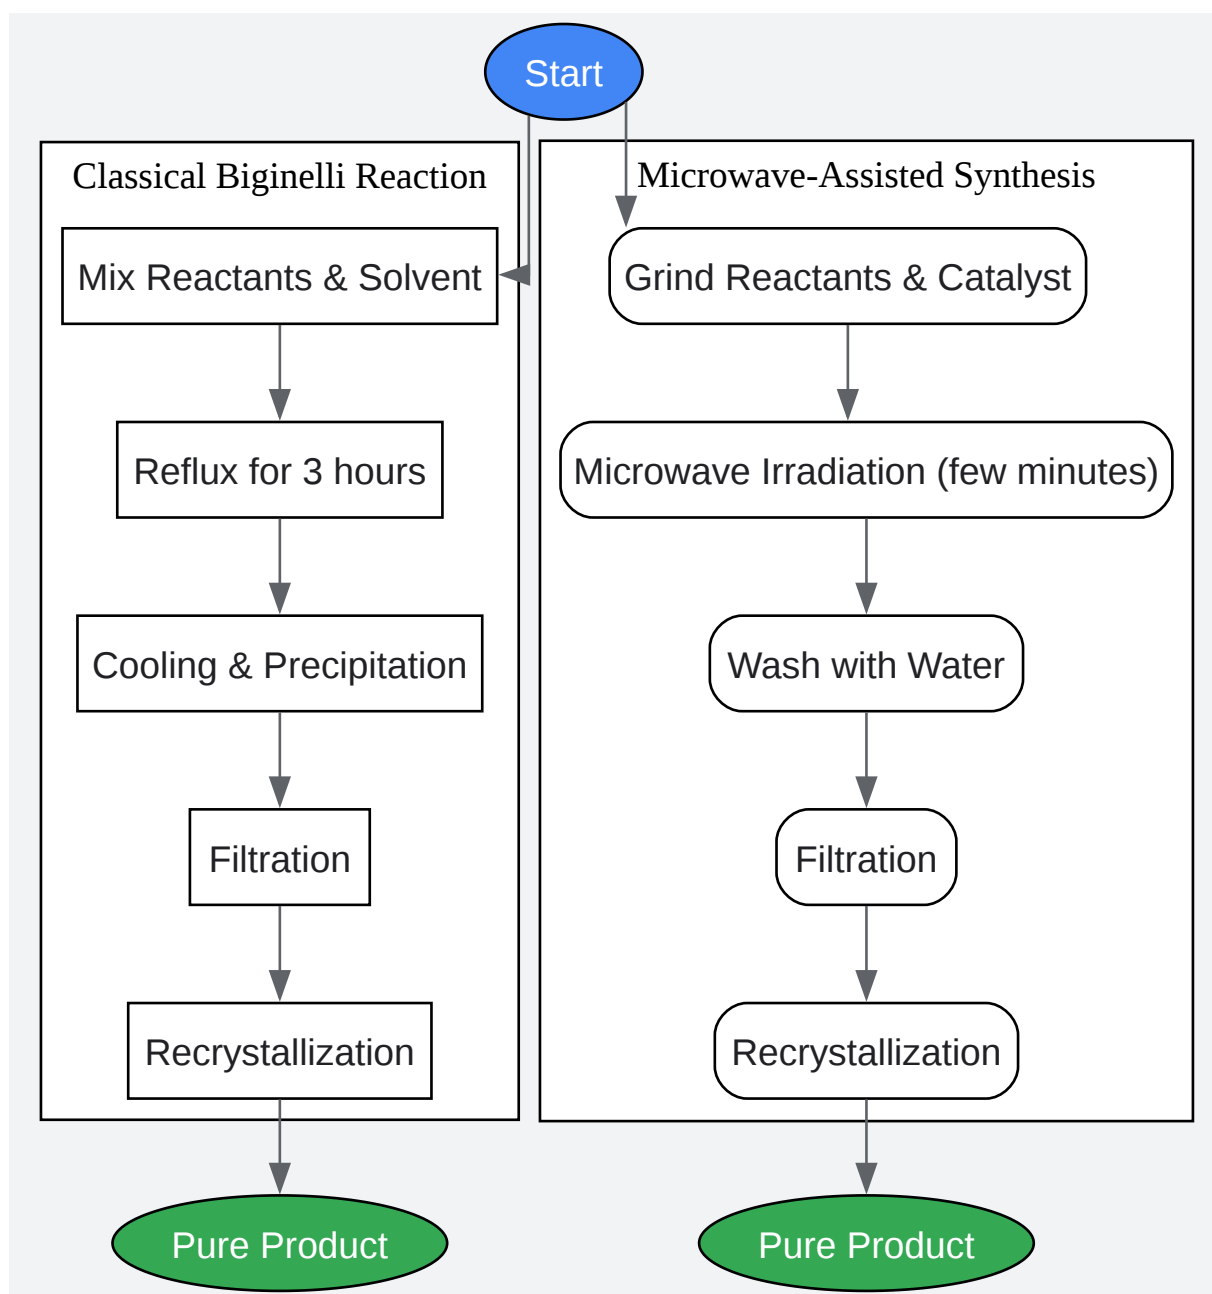 Start
Classical Biginelli Reaction
Mix Reactants & Solvent
Reflux for 3 hours
Cooling & Precipitation
Filtration
Recrystallization
Pure Product
Microwave-Assisted Synthesis
Grind Reactants & Catalyst
Microwave Irradiation (few minutes)
Wash with Water
Filtration
Recrystallization
Pure Product